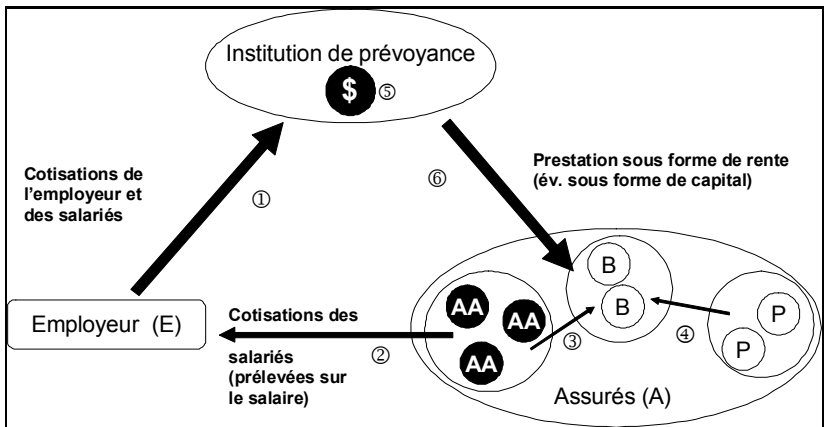 Institution de prévoyance
$ ⑤
Cotisations de
l'employeur et
des salariés
①
⑥
Prestation sous forme de rente
(év. sous forme de capital)
Employeur (E)
Cotisations des
②
salariés
(prélevées sur
le salaire)
AA
AA
AA
③
B
B
④
P
P
Assurés (A)